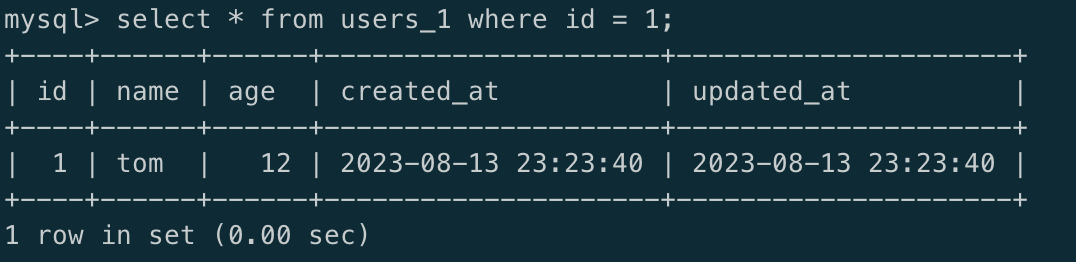 mysql> select * from users_1 where id = 1;
+----+------+------+---------------------+---------------------+
| id | name | age  | created_at          | updated_at          |
+----+------+------+---------------------+---------------------+
|  1 | tom  |   12 | 2023-08-13 23:23:40 | 2023-08-13 23:23:40 |
+----+------+------+---------------------+---------------------+
1 row in set (0.00 sec)